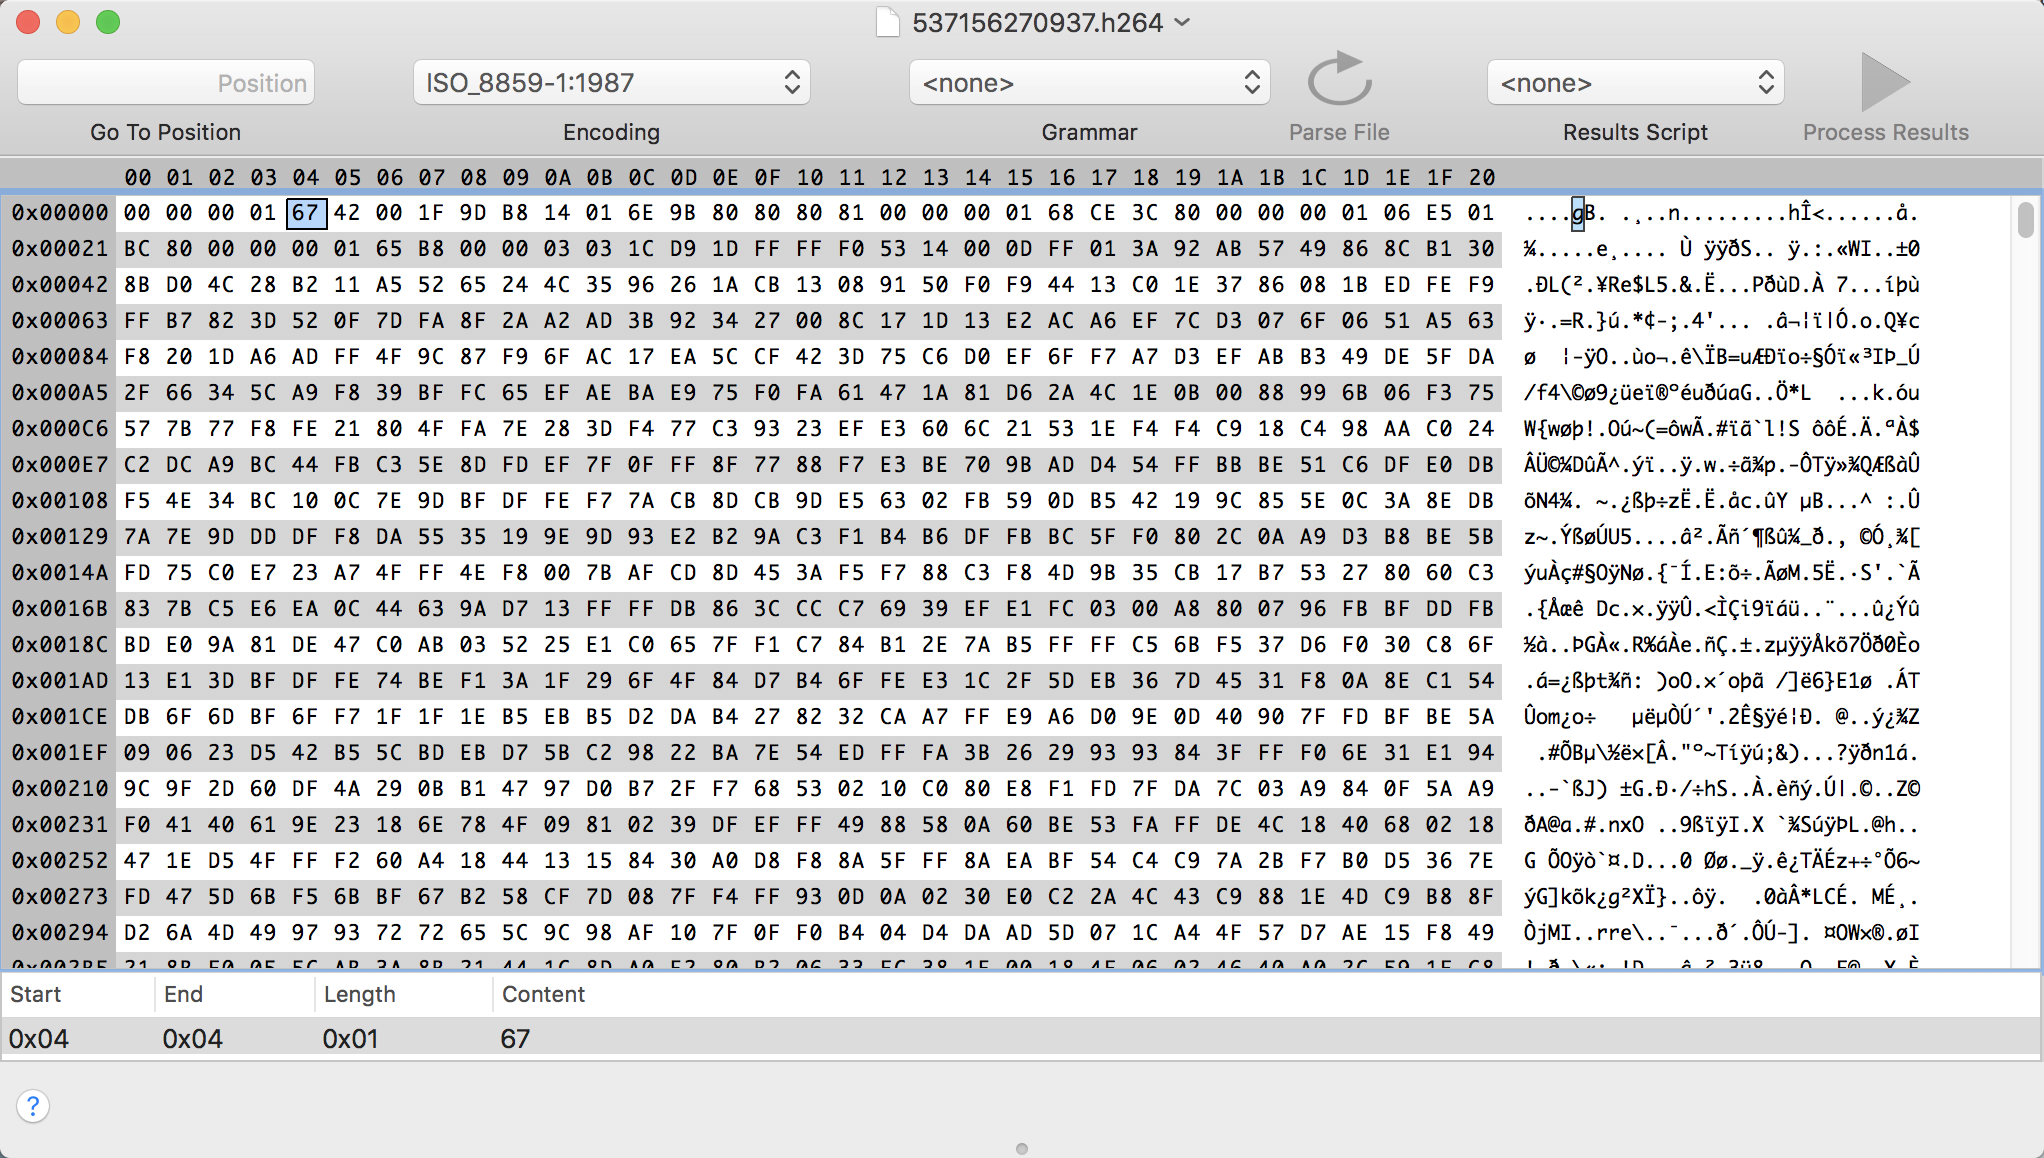 537156270937.h264
Position
ISO_8859-1:1987
<none>
<none>
Go To Position
Encoding
Grammar
Parse File
Results Script
Process Results
00 01 02 03 04 05 06 07 08 09 0A 0B 0C 0D 0E 0F 10 11 12 13 14 15 16 17 18 19 1A 1B 1C 1D 1E 1F 20
0x00000 00 00 00 01 67 42 00 1F 9D B8 14 01 6E 9B 80 80 80 81 00 00 00 01 68 CE 3C 80 00 00 00 01 06 E5 01 ....gB. .¸..n.........hÎ<......å.
0x00021 BC 80 00 00 00 01 65 B8 00 00 03 03 1C D9 1D FF FF F0 53 14 00 0D FF 01 3A 92 AB 57 49 86 8C B1 30 ¼.....e¸.... Ù ÿÿðS.. ÿ.:.«WI..±0
0x00042 8B D0 4C 28 B2 11 A5 52 65 24 4C 35 96 26 1A CB 13 08 91 50 F0 F9 44 13 C0 1E 37 86 08 1B ED FE F9 .ÐL(².¥Re$L5.&.Ë...PðùD.À 7...íþù
0x00063 FF B7 82 3D 52 0F 7D FA 8F 2A A2 AD 3B 92 34 27 00 8C 17 1D 13 E2 AC A6 EF 7C D3 07 6F 06 51 A5 63 ÿ·.=R.}ú.*¢-;.4'... .â¬¦ï|Ó.o.Q¥c
0x00084 F8 20 1D A6 AD FF 4F 9C 87 F9 6F AC 17 EA 5C CF 42 3D 75 C6 D0 EF 6F F7 A7 D3 EF AB B3 49 DE 5F DA ø ¦-ÿO..ùo¬.ê\ÏB=uÆÐïo÷§Óï«³IÞ_Ú
0x000A5 2F 66 34 5C A9 F8 39 BF FC 65 EF AE BA E9 75 F0 FA 61 47 1A 81 D6 2A 4C 1E 0B 00 88 99 6B 06 F3 75 /f4\©ø9¿üeï®ºéuðúaG..Ö*L ...k.óu
0x000C6 57 7B 77 F8 FE 21 80 4F FA 7E 28 3D F4 77 C3 93 23 EF E3 60 6C 21 53 1E F4 F4 C9 18 C4 98 AA C0 24 W{wøþ!.Oú~(=ôwÃ.#ïã`l!S ôôÉ.Ä.ªÀ$
0x000E7 C2 DC A9 BC 44 FB C3 5E 8D FD EF 7F 0F FF 8F 77 88 F7 E3 BE 70 9B AD D4 54 FF BB BE 51 C6 DF E0 DB ÂÜ©¼DûÃ^.ýï..ÿ.w.÷ã¾p.-ÔTÿ»¾QÆßàÛ
0x00108 F5 4E 34 BC 10 0C 7E 9D BF DF FE F7 7A CB 8D CB 9D E5 63 02 FB 59 0D B5 42 19 9C 85 5E 0C 3A 8E DB õN4¼. ~.¿ßþ÷zË.Ë.åc.ûY µB...^ :.Û
0x00129 7A 7E 9D DD DF F8 DA 55 35 19 9E 9D 93 E2 B2 9A C3 F1 B4 B6 DF FB BC 5F F0 80 2C 0A A9 D3 B8 BE 5B z~.ÝßøÚU5....â².Ãñ´¶ßû¼_ð., ©Ó¸¾[
0x0014A FD 75 C0 E7 23 A7 4F FF 4E F8 00 7B AF CD 8D 45 3A F5 F7 88 C3 F8 4D 9B 35 CB 17 B7 53 27 80 60 C3 ýuÀç#§OÿNø.{¯Í.E:õ÷.ÃøM.5Ë.·S'.`Ã
0x0016B 83 7B C5 E6 EA 0C 44 63 9A D7 13 FF FF DB 86 3C CC C7 69 39 EF E1 FC 03 00 A8 80 07 96 FB BF DD FB .{Åæê Dc.×.ÿÿÛ.<ÌÇi9ïáü..¨...û¿Ýû
0x0018C BD E0 9A 81 DE 47 C0 AB 03 52 25 E1 C0 65 7F F1 C7 84 B1 2E 7A B5 FF FF C5 6B F5 37 D6 F0 30 C8 6F ½à..ÞGÀ«.R%áÀe.ñÇ.±.zµÿÿÅkõ7Öð0Èo
0x001AD 13 E1 3D BF DF FE 74 BE F1 3A 1F 29 6F 4F 84 D7 B4 6F FE E3 1C 2F 5D EB 36 7D 45 31 F8 0A 8E C1 54 .á=¿ßþt¾ñ: )oO.×´oþã /]ë6}E1ø .ÁT
0x001CE DB 6F 6D BF 6F F7 1F 1F 1E B5 EB B5 D2 DA B4 27 82 32 CA A7 FF E9 A6 D0 9E 0D 40 90 7F FD BF BE 5A Ûom¿o÷   µëµÒÚ´'.2Ê§ÿé¦Ð. @..ý¿¾Z
0x001EF 09 06 23 D5 42 B5 5C BD EB D7 5B C2 98 22 BA 7E 54 ED FF FA 3B 26 29 93 93 84 3F FF F0 6E 31 E1 94 .#ÕBµ\½ë×[Â."º~Tíÿú;&)...?ÿðn1á.
0x00210 9C 9F 2D 60 DF 4A 29 0B B1 47 97 D0 B7 2F F7 68 53 02 10 C0 80 E8 F1 FD 7F DA 7C 03 A9 84 0F 5A A9 ..-`ßJ) ±G.Ð·/÷hS..À.èñý.Ú|.©..Z©
0x00231 F0 41 40 61 9E 23 18 6E 78 4F 09 81 02 39 DF EF FF 49 88 58 0A 60 BE 53 FA FF DE 4C 18 40 68 02 18 ðA@a.#.nxO ..9ßïÿI.X `¾SúÿÞL.@h..
0x00252 47 1E D5 4F FF F2 60 A4 18 44 13 15 84 30 A0 D8 F8 8A 5F FF 8A EA BF 54 C4 C9 7A 2B F7 B0 D5 36 7E G ÕOÿò`¤.D...0 Øø._ÿ.ê¿TÄÉz+÷°Õ6~
0x00273 FD 47 5D 6B F5 6B BF 67 B2 58 CF 7D 08 7F F4 FF 93 0D 0A 02 30 E0 C2 2A 4C 43 C9 88 1E 4D C9 B8 8F ýG]kõk¿g²XÏ}..ôÿ.  .0àÂ*LCÉ. MÉ¸.
0x00294 D2 6A 4D 49 97 93 72 72 65 5C 9C 98 AF 10 7F 0F F0 B4 04 D4 DA AD 5D 07 1C A4 4F 57 D7 AE 15 F8 49 ÒjMI..rre\..¯...ð´.ÔÚ-]. ¤OW×®.øI
Start End Length Content
0x04 0x04 0x01 67
?